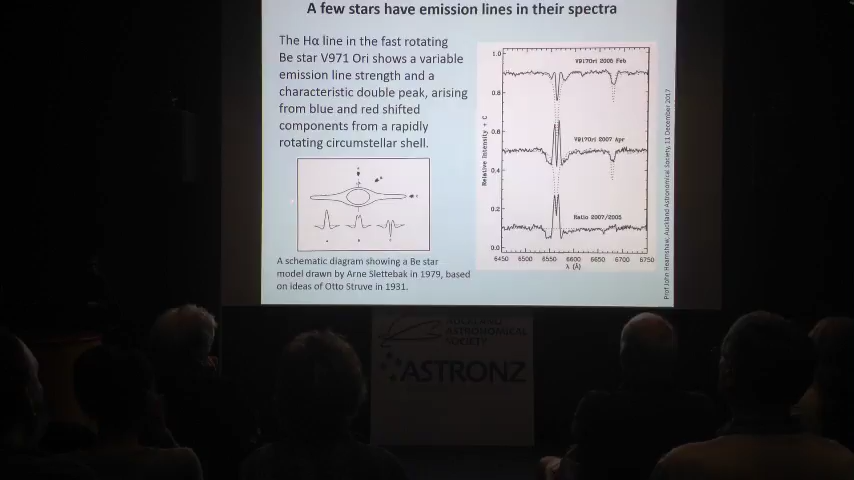 A few stars have emission lines in their spectra
The Hα line in the fast rotating
Be star V971 Ori shows a variable
emission line strength and a
characteristic double peak, arising
from blue and red shifted
components from a rapidly
rotating circumstellar shell.
A schematic diagram showing a Be star
model drawn by Arne Slettebak in 1979, based
on ideas of Otto Struve in 1931.
1.0
0.8
0.6
0.4
0.2
0.0
Relative Intensity + C
V917Ori 2005 Feb
V917Ori 2007 Apr
Ratio 2007/2005
6450 6500 6550 6600 6650 6700 6750
λ (Å)
Prof John Hearnshaw, Auckland Astronomical Society, 11 December 2017
ASTRONOMICAL
SOCIETY
ASTRONZ